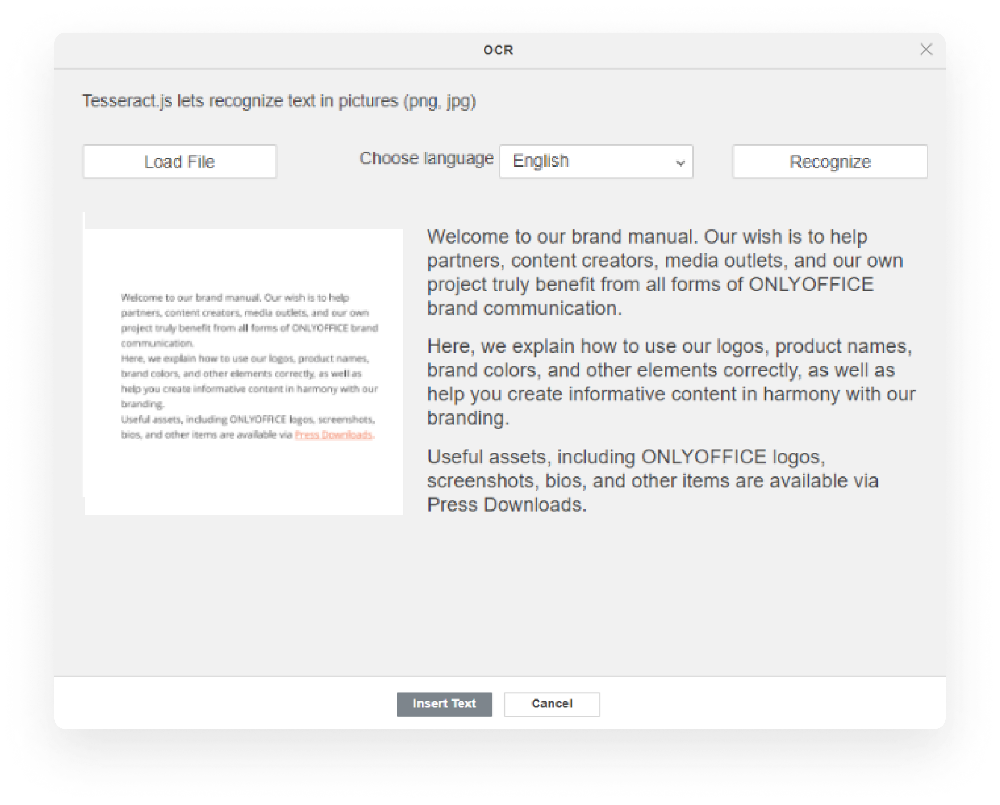 OCR
Tesseract.js lets recognize text in pictures (png, jpg)
Load File
Choose language
English
Recognize
Welcome to our brand manual. Our wish is to help
partners, content creators, media outlets, and our own
project truly benefit from all forms of ONLYOFFICE brand
communication.
Here, we explain how to use our logos, product names,
brand colors, and other elements correctly, as well as
help you create informative content in harmony with our
branding.
Useful assets, including ONLYOFFICE logos, screenshots,
bios, and other items are available via Press Downloads.
Welcome to our brand manual. Our wish is to help
partners, content creators, media outlets, and our own
project truly benefit from all forms of ONLYOFFICE
brand communication.
Here, we explain how to use our logos, product names,
brand colors, and other elements correctly, as well as
help you create informative content in harmony with our
branding.
Useful assets, including ONLYOFFICE logos,
screenshots, bios, and other items are available via
Press Downloads.
Insert Text
Cancel